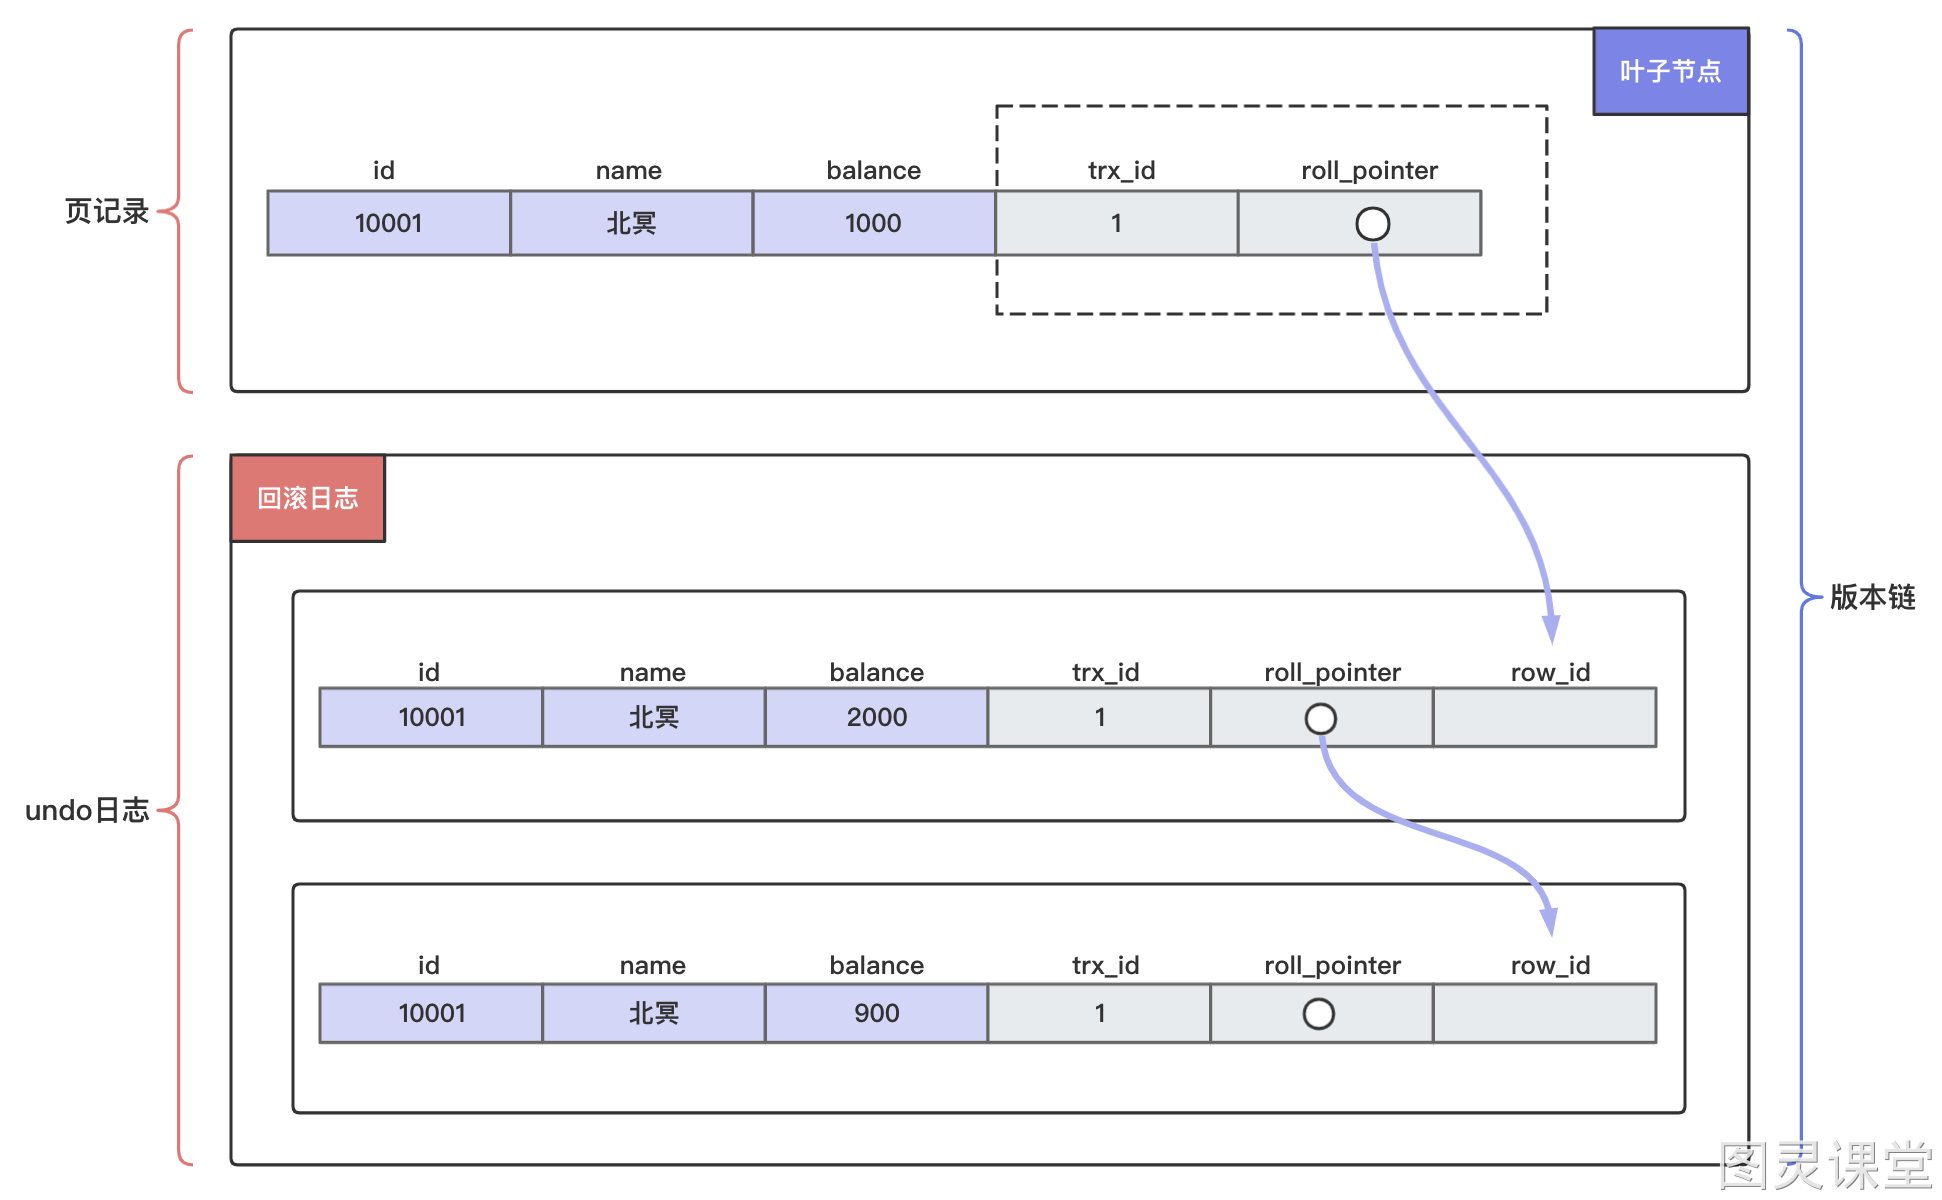 叶子节点
id name balance trx_id roll_pointer
页记录
10001 北冥 1000 1
回滚日志
版本链
id name balance trx_id roll_pointer row_id
10001 北冥 2000 1
undo日志
id name balance trx_id roll_pointer row_id
10001 北冥 900 1
图灵课堂